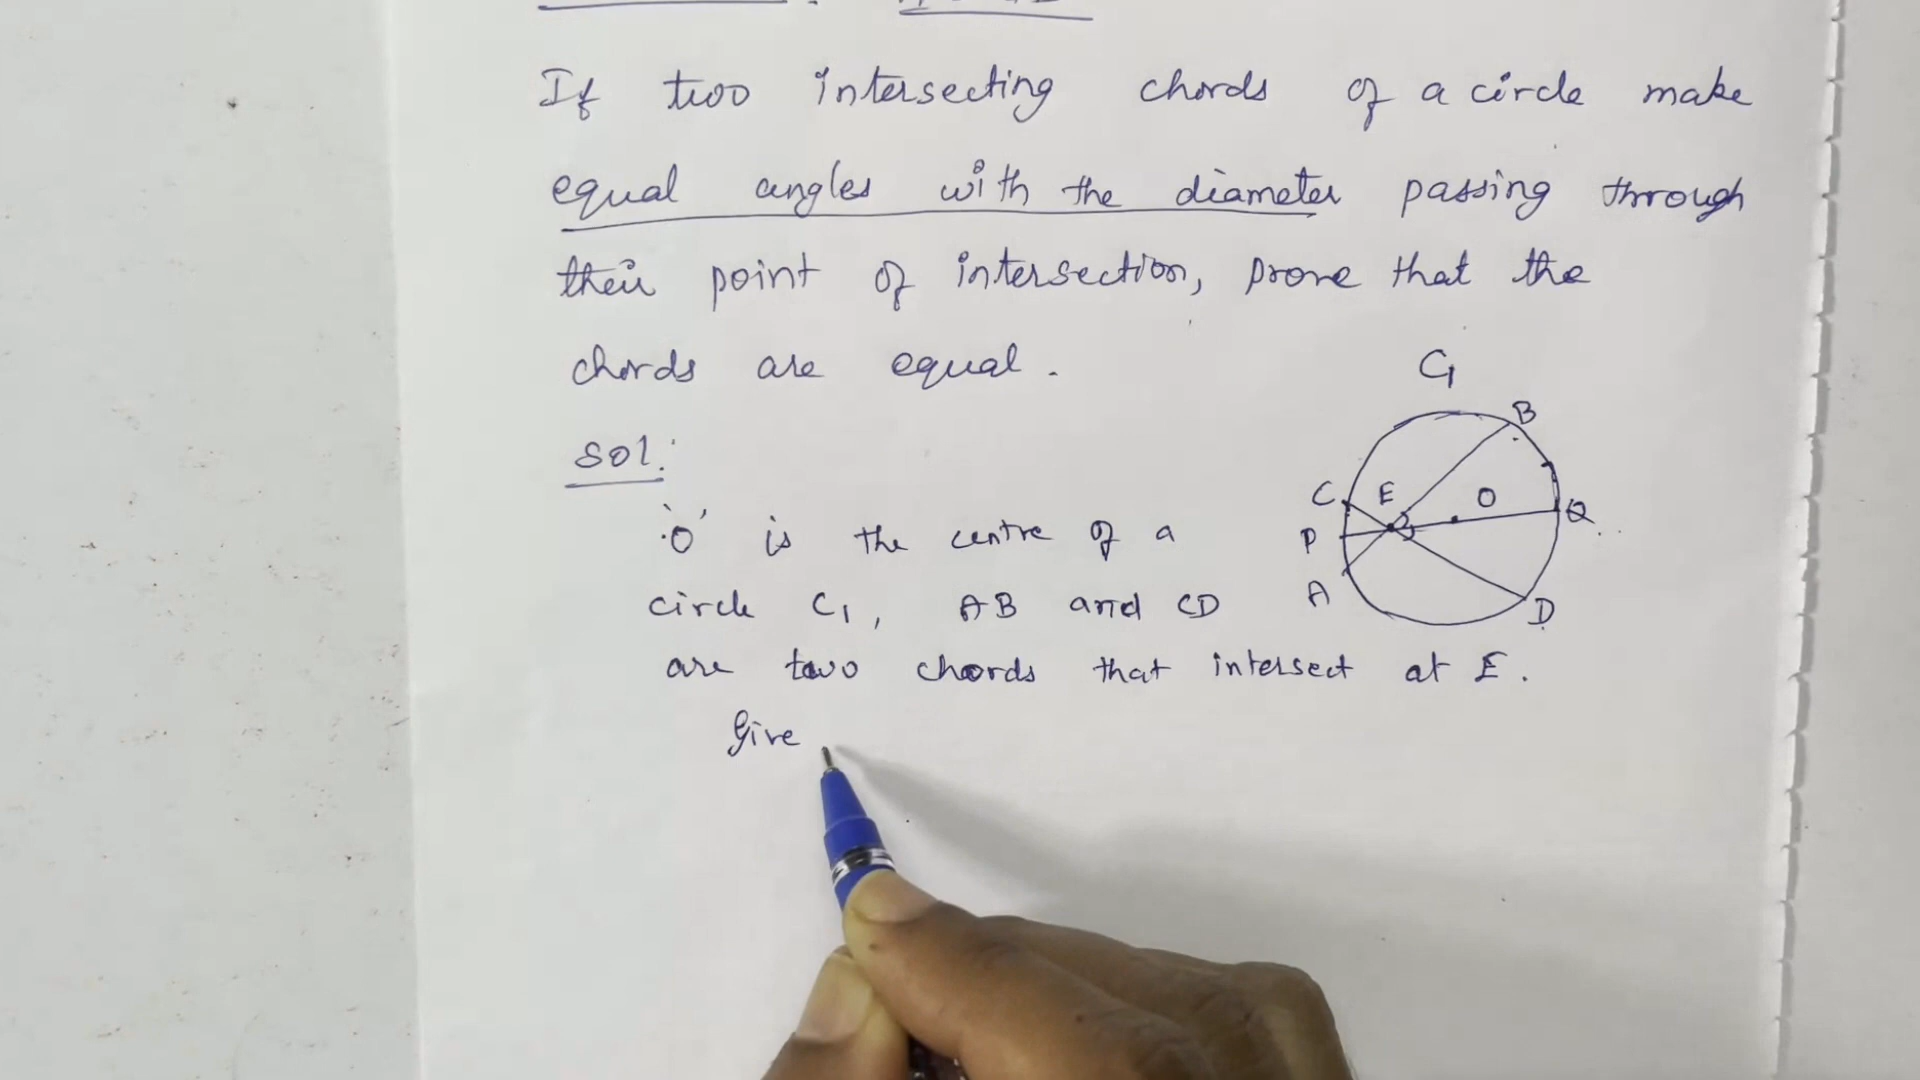 If two intersecting chords of a circle make
equal angles with the diameter passing through
their point of intersection, prove that the
chords are equal.
Sol:
'O' is the centre of a
circle C1, AB and CD
are two chords that intersect at E.
Give
C1
B
C E O Q
P
A
D